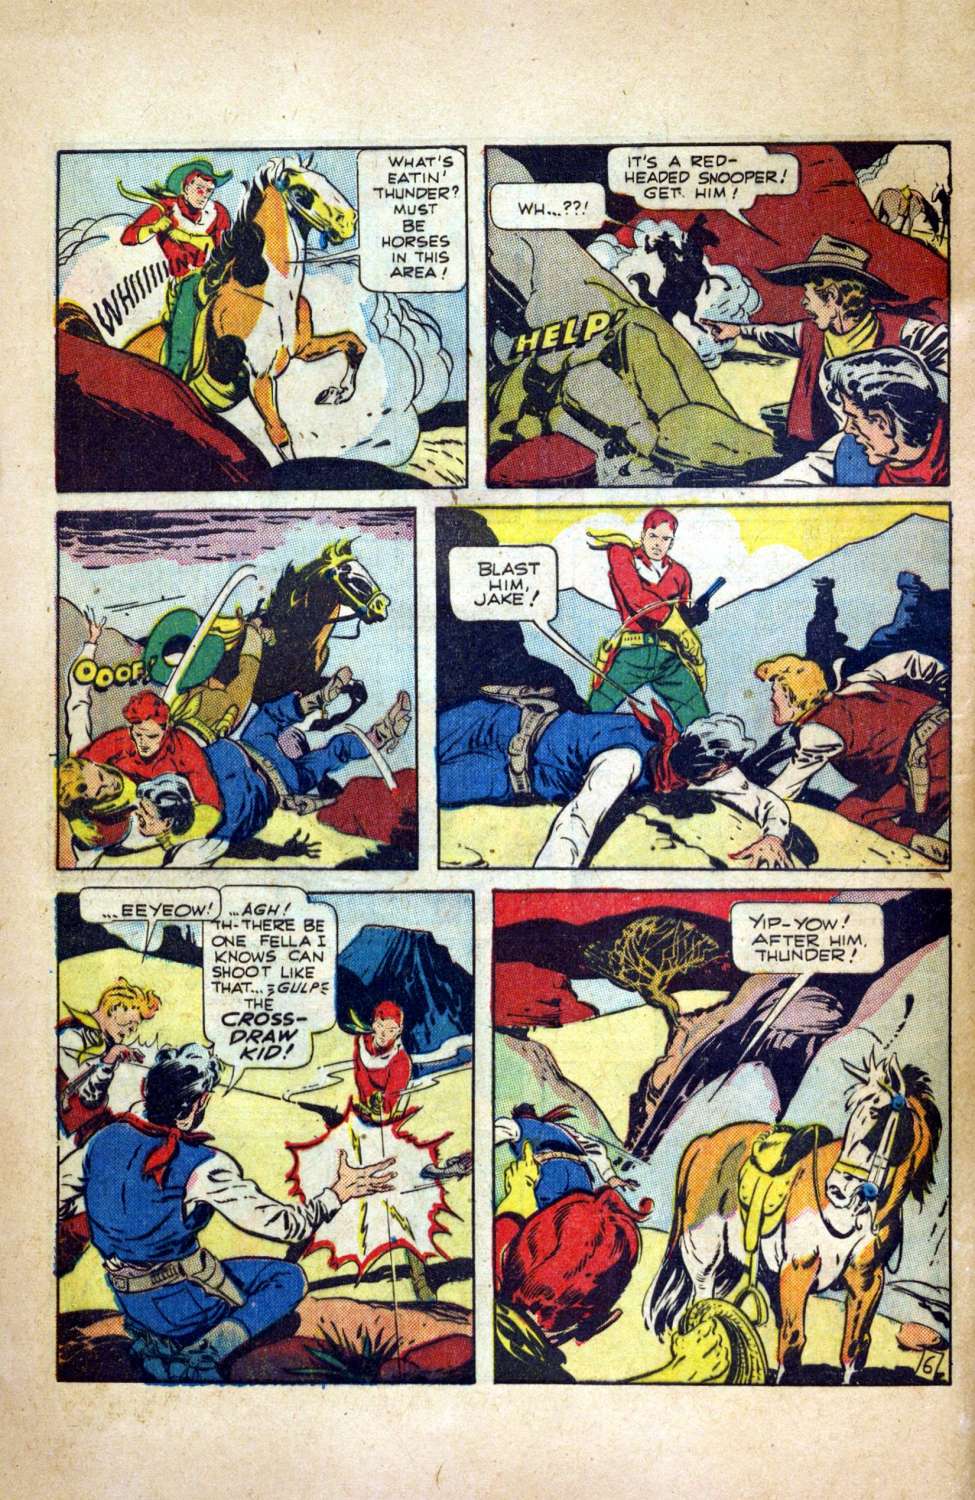 WHAT'S
EATIN'
THUNDER?
MUST
BE
HORSES
IN THIS
AREA!
WHIIIIIINNY
WH...??!
IT'S A RED-
HEADED SNOOPER!
GET HIM!
HELP!
OOOF!
BLAST
HIM,
JAKE!
...EEYEOW!
...AGH!
TH-THERE BE
ONE FELLA I
KNOWS CAN
SHOOT LIKE
THAT... GULP
THE
CROSS-
DRAW
KID!
YIP-YOW!
AFTER HIM,
THUNDER!
6